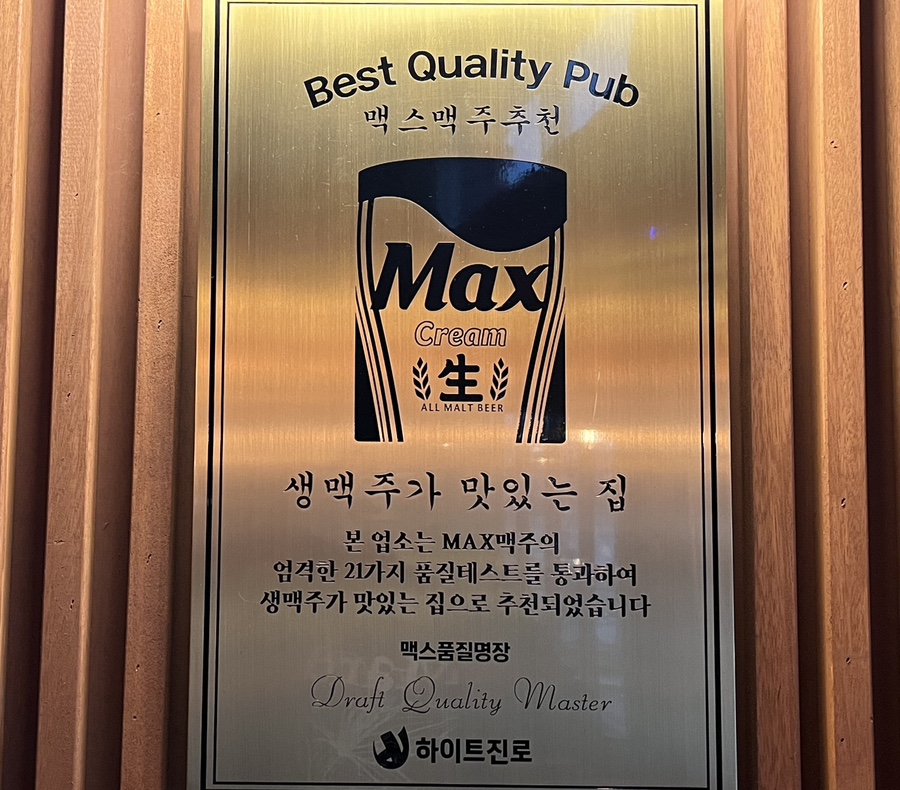 Best Quality Pub
맥스맥주추천
Max
Cream
生
ALL MALT BEER
생맥주가 맛있는 집
본 업소는 MAX맥주의
엄격한 21가지 품질테스트를 통과하여
생맥주가 맛있는 집으로 추천되었습니다
맥스품질명장
Draft Quality Master
하이트진로